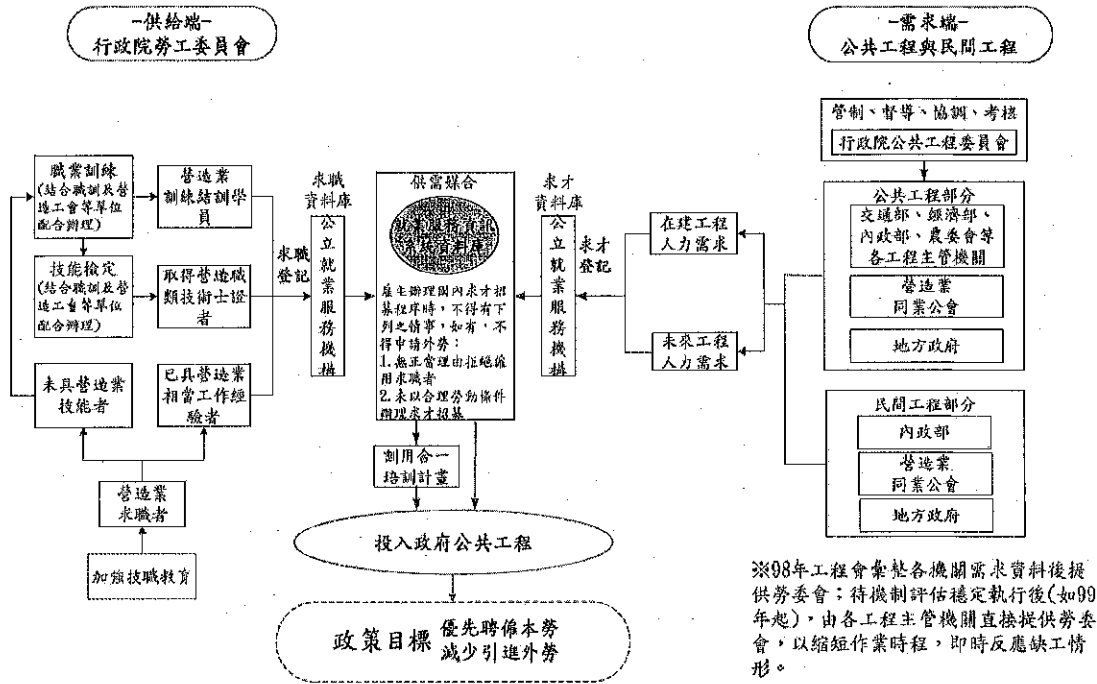 -供給端-
行政院勞工委員會
-需求端-
公共工程與民間工程
管制、督導、協調、考核
行政院公共工程委員會
職業訓練
(結合職訓及營
造工會等單位
配合辦理)
營造業
訓練結訓學
員
技能檢定
(結合職訓及營
造工會等單位
配合辦理)
取得營造職
類技術士證
者
未具營造業
技能者
已具營造業
相當工作經
驗者
營造業
求職者
加強技職教育
求職
登記
求職
資料庫
公立就業服務機構
供需媒合
就業服務資訊
系統資料庫
雇主辦理國內求才招
募程序時，不得有下
列之情事，如有，不
得申請外勞：
1.無正當理由拒絕僱
用求職者
2.未以合理勞動條件
辦理求才招募
訓用合一
培訓計畫
投入政府公共工程
政策目標
優先聘僱本勞
減少引進外勞
求才
資料庫
公立就業服務機構
求才
登記
在建工程
人力需求
未來工程
人力需求
公共工程部分
交通部、經濟部、
內政部、農委會等
各工程主管機關
營造業
同業公會
地方政府
民間工程部分
內政部
營造業
同業公會
地方政府
※98年工程會彙整各機關需求資料後提
供勞委會；待機制評估穩定執行後(如99
年起)，由各工程主管機關直接提供勞委
會，以縮短作業時程，即時反應缺工情
形。